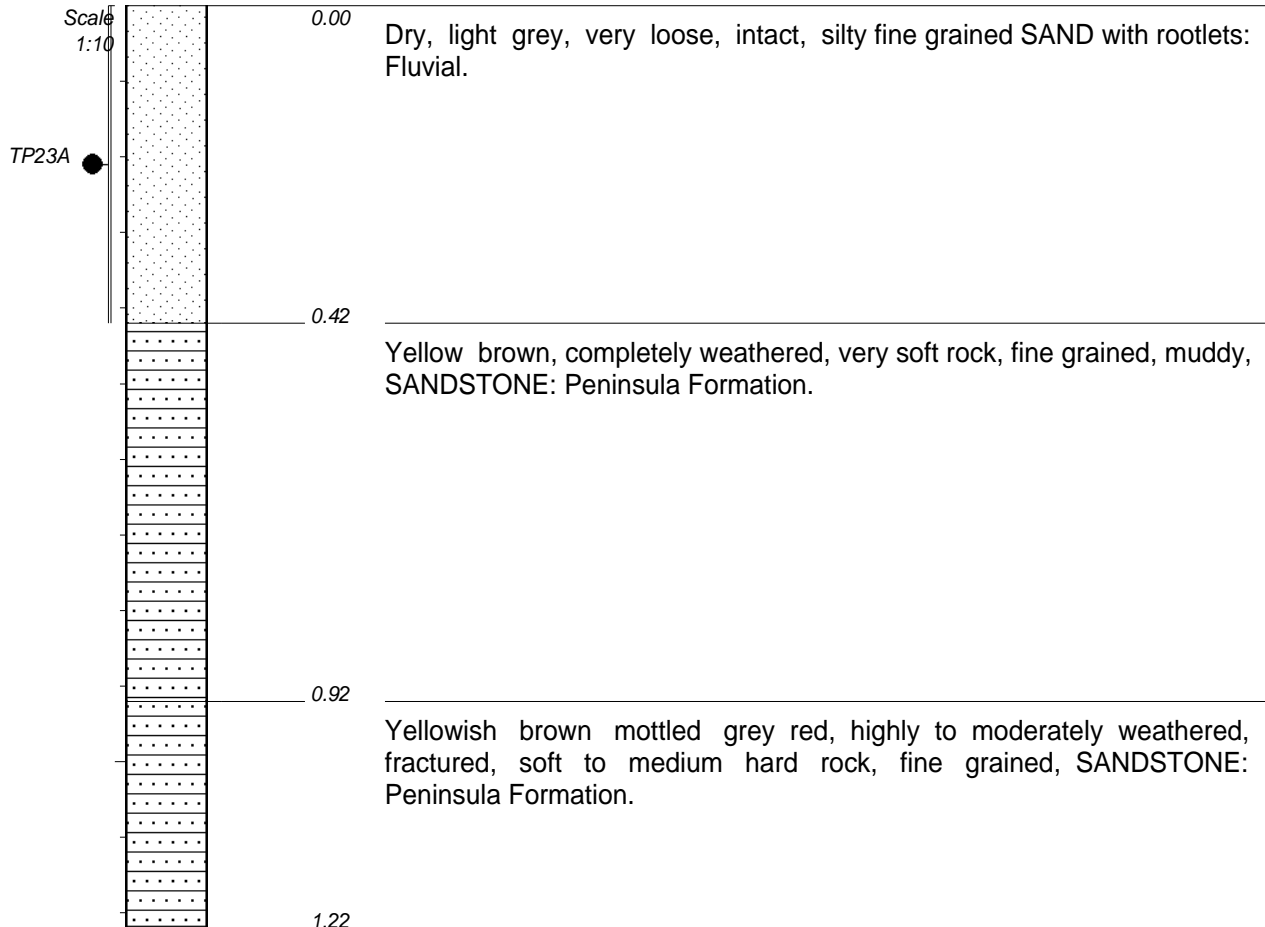 Scale
1:10
0.00
Dry, light grey, very loose, intact, silty fine grained SAND with rootlets:
Fluvial.
TP23A
0.42
Yellow brown, completely weathered, very soft rock, fine grained, muddy,
SANDSTONE: Peninsula Formation.
0.92
Yellowish brown mottled grey red, highly to moderately weathered,
fractured, soft to medium hard rock, fine grained, SANDSTONE:
Peninsula Formation.
1.22